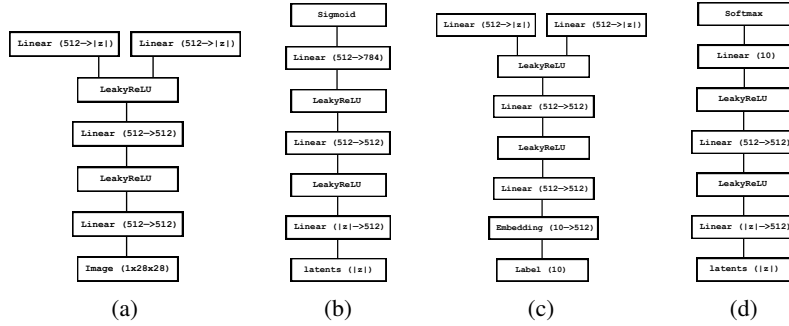 Linear (512—>|z|) Linear (512—>|z|)
LeakyReLU
Linear (512—>512)
LeakyReLU
Linear (512—>512)
Image (1x28x28)
(a)
Sigmoid
Linear (512—>784)
LeakyReLU
Linear (512—>512)
LeakyReLU
Linear (|z|—>512)
latents (|z|)
(b)
Linear (512—>|z|) Linear (512—>|z|)
LeakyReLU
Linear (512—>512)
LeakyReLU
Linear (512—>512)
Embedding (10—>512)
Label (10)
(c)
Softmax
Linear (10)
LeakyReLU
Linear (512—>512)
LeakyReLU
Linear (|z|—>512)
latents (|z|)
(d)